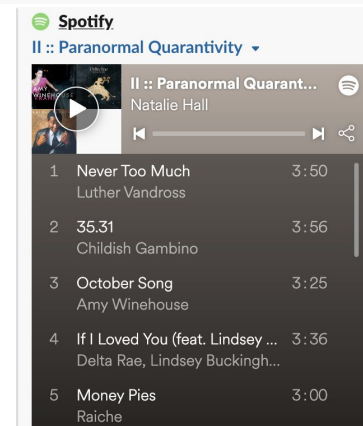 Spotify
II :: Paranormal Quarantivity
II :: Paranormal Quarant...
Natalie Hall
1 Never Too Much 3:50
Luther Vandross
2 35.31 3:56
Childish Gambino
3 October Song 3:25
Amy Winehouse
4 If I Loved You (feat. Lindsey ... 3:36
Delta Rae, Lindsey Buckingh...
5 Money Pies 3:00
Raiche